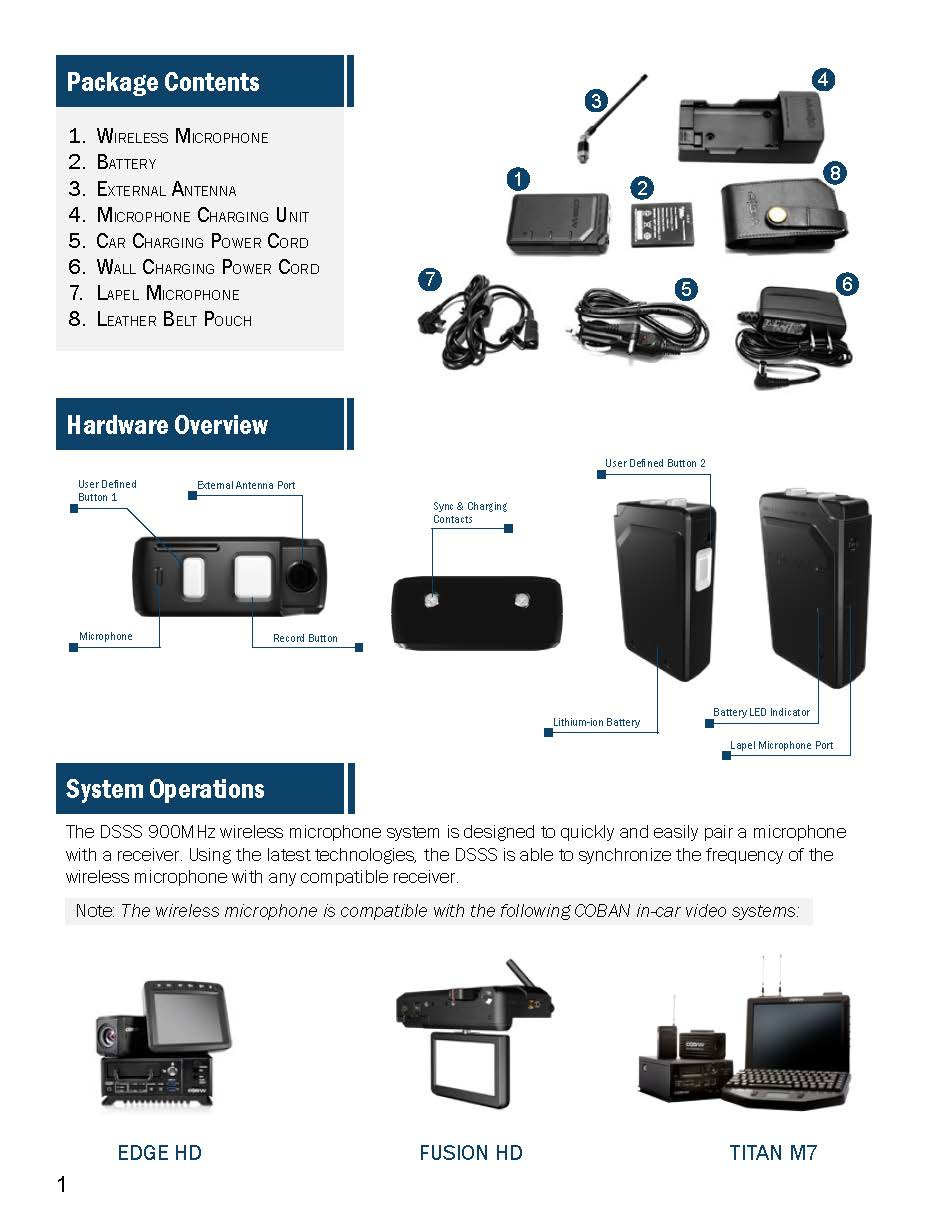 Package Contents
1. Wireless Microphone
2. Battery
3. External Antenna
4. Microphone Charging Unit
5. Car Charging Power Cord
6. Wall Charging Power Cord
7. Lapel Microphone
8. Leather Belt Pouch
3
4
1
2
8
7
5
6
Hardware Overview
User Defined
Button 1
External Antenna Port
Microphone
Record Button
Sync & Charging
Contacts
User Defined Button 2
Lithium-ion Battery
Battery LED Indicator
Lapel Microphone Port
System Operations
The DSSS 900MHz wireless microphone system is designed to quickly and easily pair a microphone
with a receiver. Using the latest technologies, the DSSS is able to synchronize the frequency of the
wireless microphone with any compatible receiver.
Note: The wireless microphone is compatible with the following COBAN in-car video systems:
EDGE HD
FUSION HD
TITAN M7
1